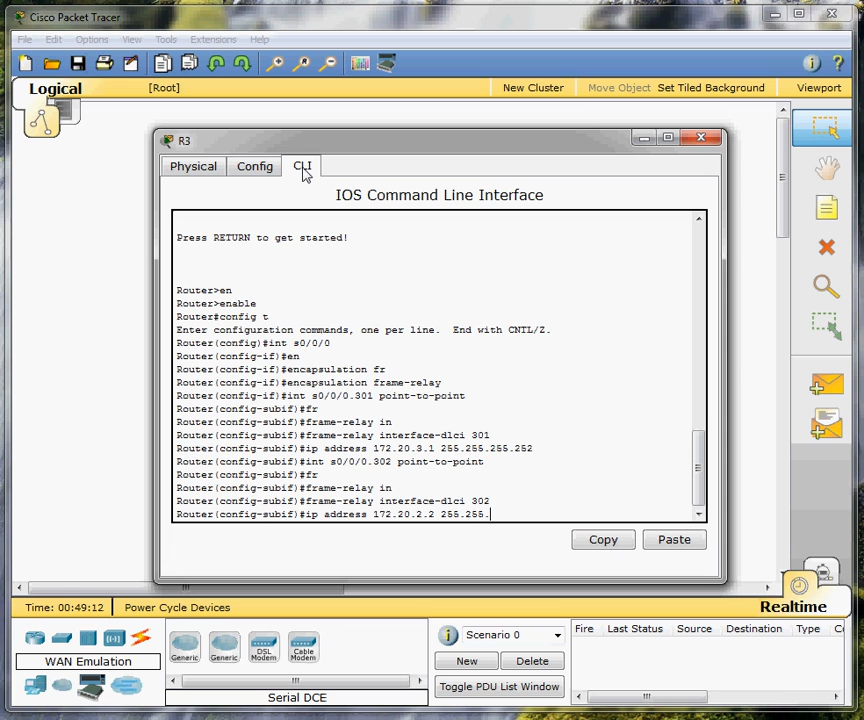 Cisco Packet Tracer
File Edit Options View Tools Extensions Help
Logical [Root] New Cluster Move Object Set Tiled Background Viewport
R3
Physical Config CLI
IOS Command Line Interface
Press RETURN to get started!
Router>en
Router>enable
Router#config t
Enter configuration commands, one per line.  End with CNTL/Z.
Router(config)#int s0/0/0
Router(config-if)#en
Router(config-if)#encapsulation fr
Router(config-if)#encapsulation frame-relay
Router(config-if)#int s0/0/0.301 point-to-point
Router(config-subif)#fr
Router(config-subif)#frame-relay in
Router(config-subif)#frame-relay interface-dlci 301
Router(config-subif)#ip address 172.20.3.1 255.255.255.252
Router(config-subif)#int s0/0/0.302 point-to-point
Router(config-subif)#fr
Router(config-subif)#frame-relay in
Router(config-subif)#frame-relay interface-dlci 302
Router(config-subif)#ip address 172.20.2.2 255.255.
Copy Paste
Time: 00:49:12 Power Cycle Devices Realtime
WAN Emulation
Generic Generic DSL Modem Cable Modem
Serial DCE
Scenario 0
New Delete
Toggle PDU List Window
Fire Last Status Source Destination Type